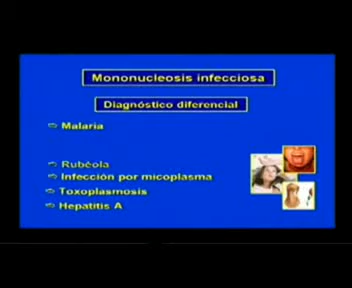 Mononucleosis infecciosa
Diagnóstico diferencial
Malaria
Rubéola
Infección por micoplasma
Toxoplasmosis
Hepatitis A